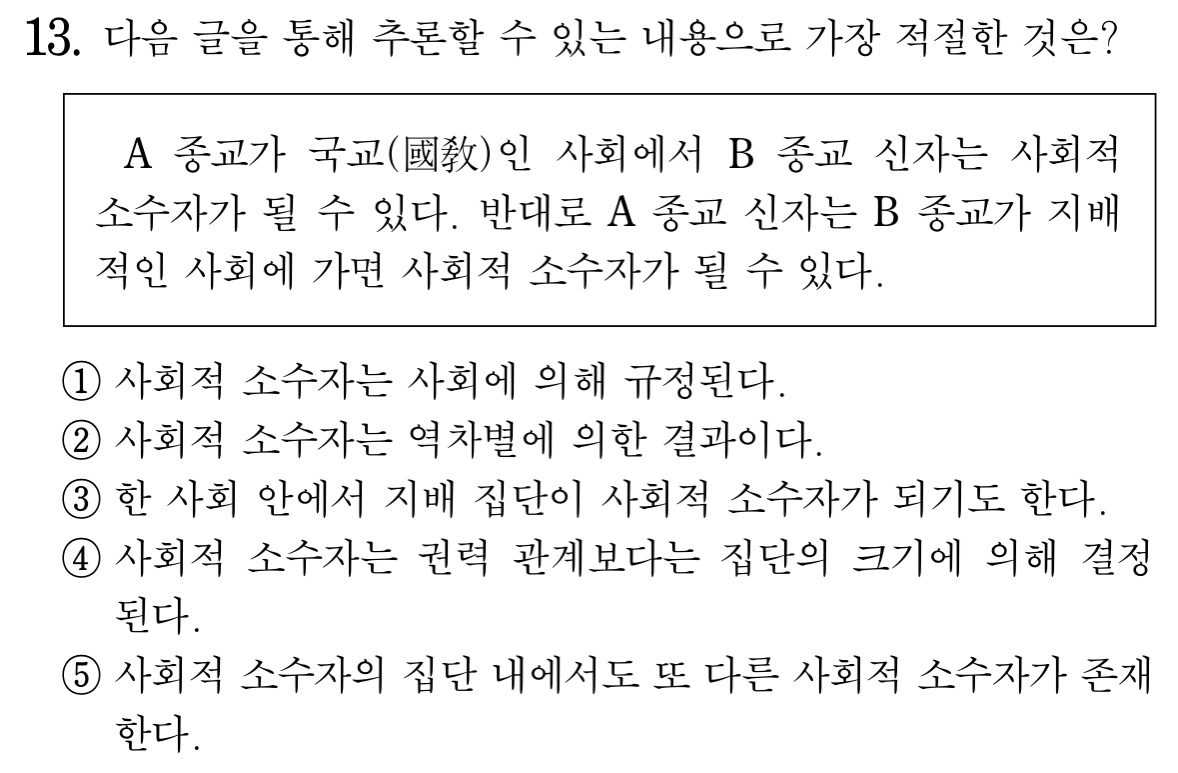 13. 다음 글을 통해 추론할 수 있는 내용으로 가장 적절한 것은?
A 종교가 국교(國敎)인 사회에서 B 종교 신자는 사회적
소수자가 될 수 있다. 반대로 A 종교 신자는 B 종교가 지배
적인 사회에 가면 사회적 소수자가 될 수 있다.
① 사회적 소수자는 사회에 의해 규정된다.
② 사회적 소수자는 역차별에 의한 결과이다.
③ 한 사회 안에서 지배 집단이 사회적 소수자가 되기도 한다.
④ 사회적 소수자는 권력 관계보다는 집단의 크기에 의해 결정
된다.
⑤ 사회적 소수자의 집단 내에서도 또 다른 사회적 소수자가 존재
한다.